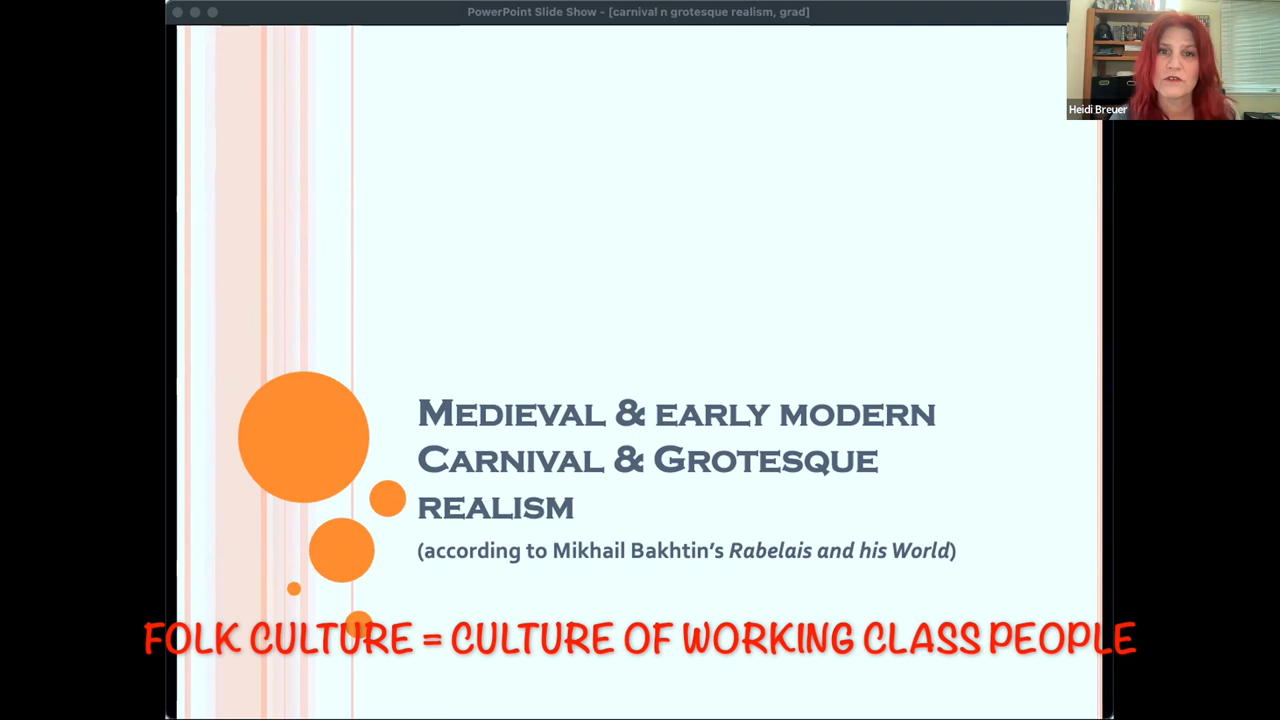 PowerPoint Slide Show - [carnival n grotesque realism, grad]
Heidi Breuer
Medieval & early modern
Carnival & Grotesque
realism
(according to Mikhail Bakhtin’s Rabelais and his World)
FOLK CULTURE = CULTURE OF WORKING CLASS PEOPLE